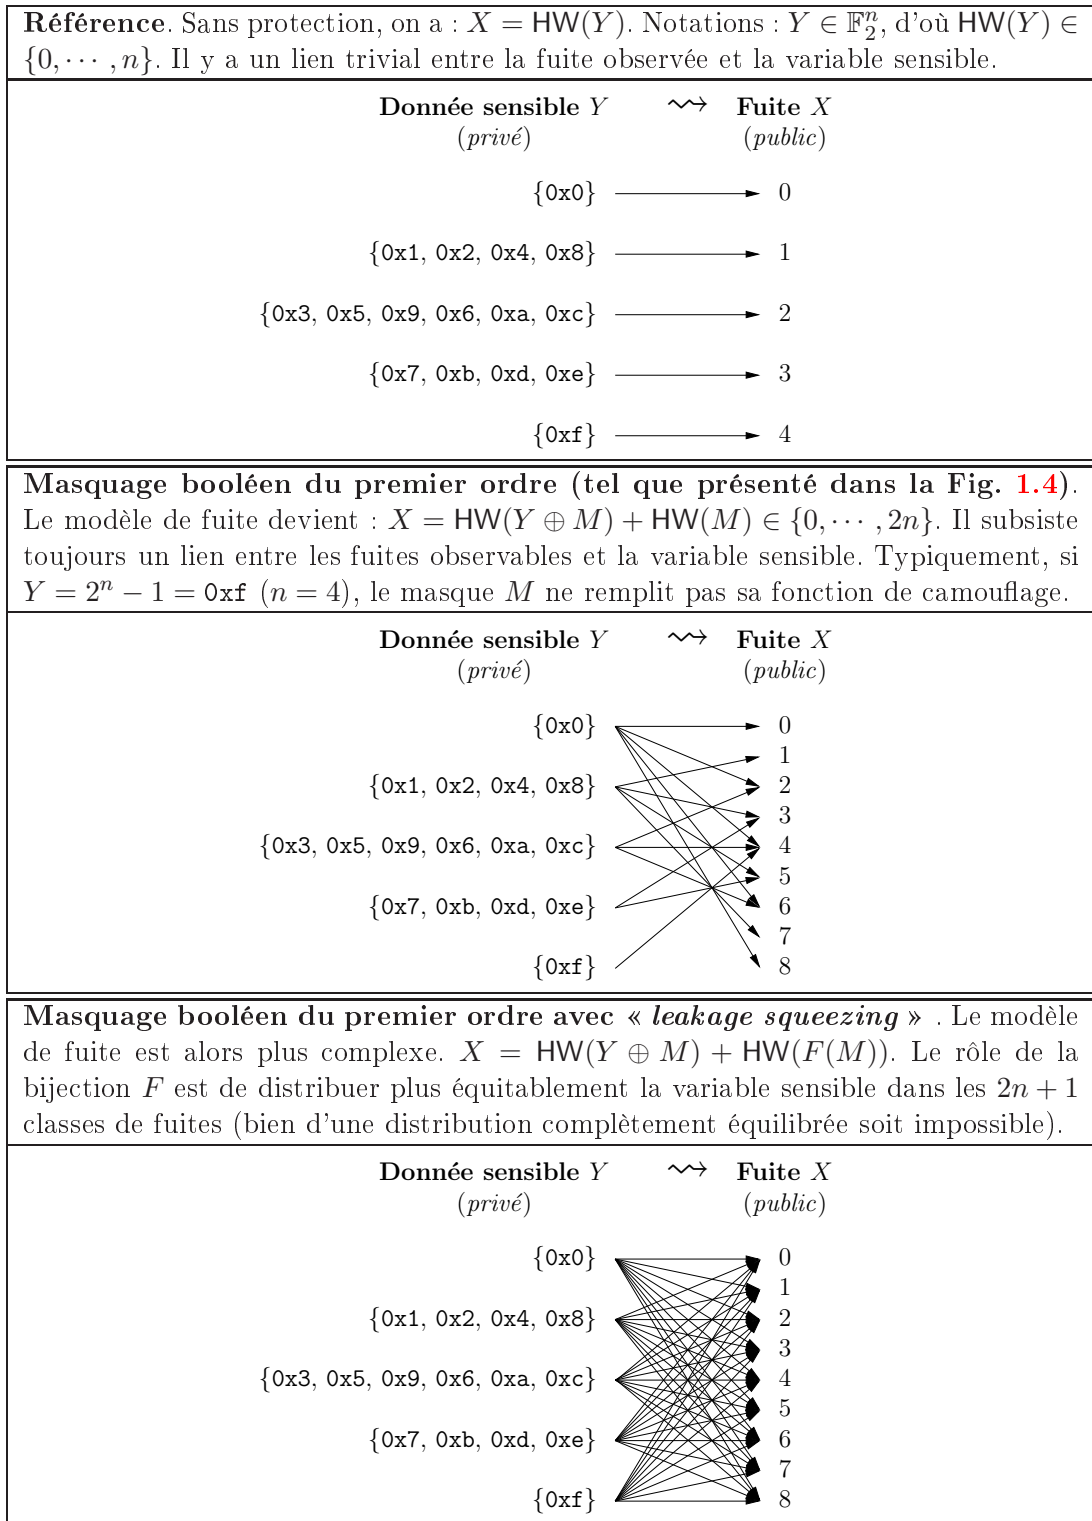 Référence. Sans protection, on a : X = HW(Y). Notations : Y ∈ 𝔽₂ⁿ, d'où HW(Y) ∈
{0, ⋯ , n}. Il y a un lien trivial entre la fuite observée et la variable sensible.
Donnée sensible Y ⇝ Fuite X
(privé) (public)
{0x0} 0
{0x1, 0x2, 0x4, 0x8} 1
{0x3, 0x5, 0x9, 0x6, 0xa, 0xc} 2
{0x7, 0xb, 0xd, 0xe} 3
{0xf} 4
Masquage booléen du premier ordre (tel que présenté dans la Fig. 1.4).
Le modèle de fuite devient : X = HW(Y ⊕ M) + HW(M) ∈ {0, ⋯ , 2n}. Il subsiste
toujours un lien entre les fuites observables et la variable sensible. Typiquement, si
Y = 2ⁿ − 1 = 0xf (n = 4), le masque M ne remplit pas sa fonction de camouflage.
Donnée sensible Y ⇝ Fuite X
(privé) (public)
{0x0} 0
1
{0x1, 0x2, 0x4, 0x8} 2
3
{0x3, 0x5, 0x9, 0x6, 0xa, 0xc} 4
5
{0x7, 0xb, 0xd, 0xe} 6
7
{0xf} 8
Masquage booléen du premier ordre avec « leakage squeezing » . Le modèle
de fuite est alors plus complexe. X = HW(Y ⊕ M) + HW(F(M)). Le rôle de la
bijection F est de distribuer plus équitablement la variable sensible dans les 2n + 1
classes de fuites (bien d'une distribution complètement équilibrée soit impossible).
Donnée sensible Y ⇝ Fuite X
(privé) (public)
{0x0} 0
1
{0x1, 0x2, 0x4, 0x8} 2
3
{0x3, 0x5, 0x9, 0x6, 0xa, 0xc} 4
5
{0x7, 0xb, 0xd, 0xe} 6
7
{0xf} 8